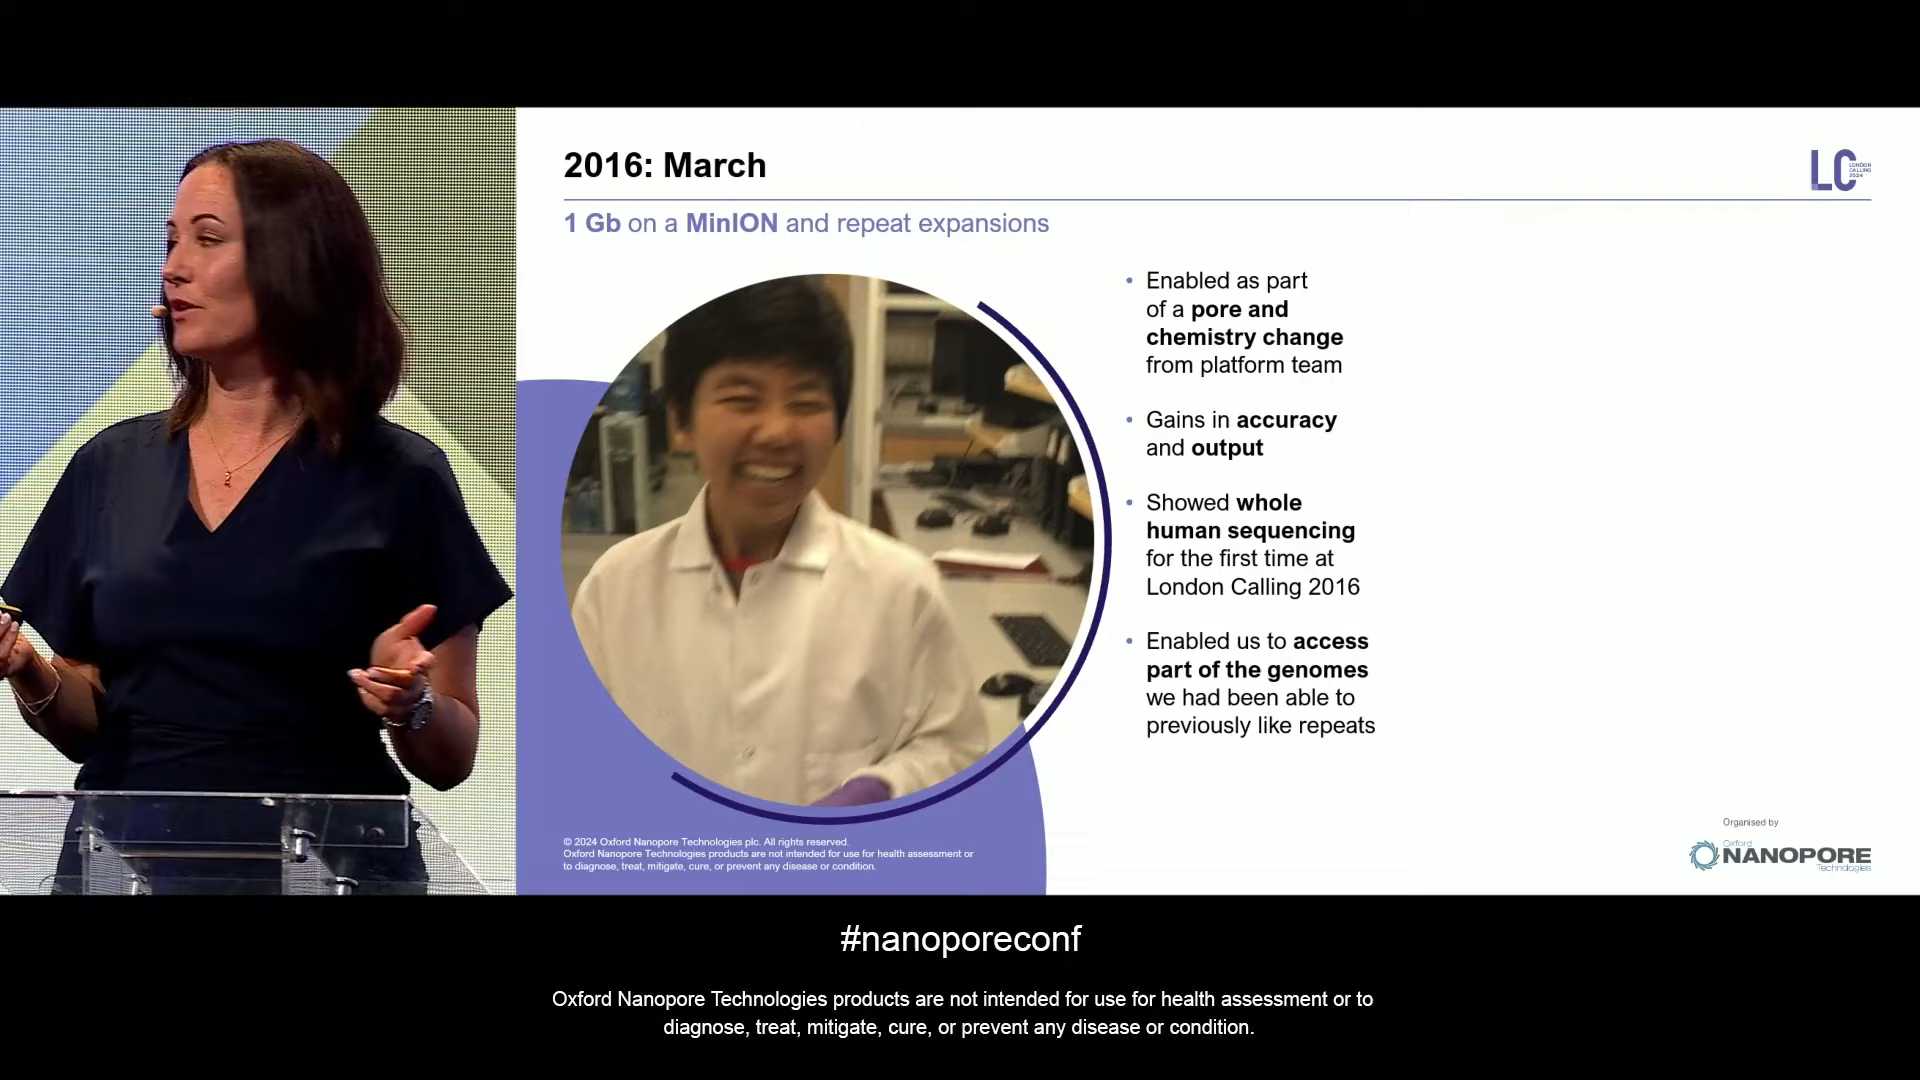 2016: March
LC LONDON
CALLING
2024
1 Gb on a MinION and repeat expansions
• Enabled as part
of a pore and
chemistry change
from platform team
• Gains in accuracy
and output
• Showed whole
human sequencing
for the first time at
London Calling 2016
• Enabled us to access
part of the genomes
we had been able to
previously like repeats
© 2024 Oxford Nanopore Technologies plc. All rights reserved.
Oxford Nanopore Technologies products are not intended for use for health assessment or
to diagnose, treat, mitigate, cure, or prevent any disease or condition.
Organised by
Oxford
NANOPORE
Technologies
#nanoporeconf
Oxford Nanopore Technologies products are not intended for use for health assessment or to
diagnose, treat, mitigate, cure, or prevent any disease or condition.